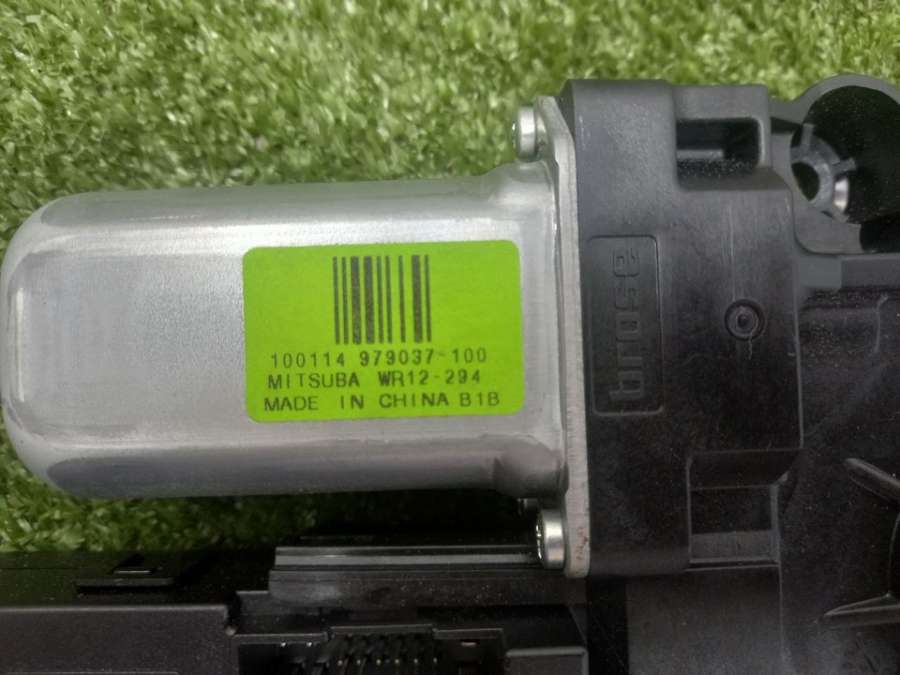 100114 979037-100
MITSUBA WR12-294
MADE IN CHINA B1B
brose